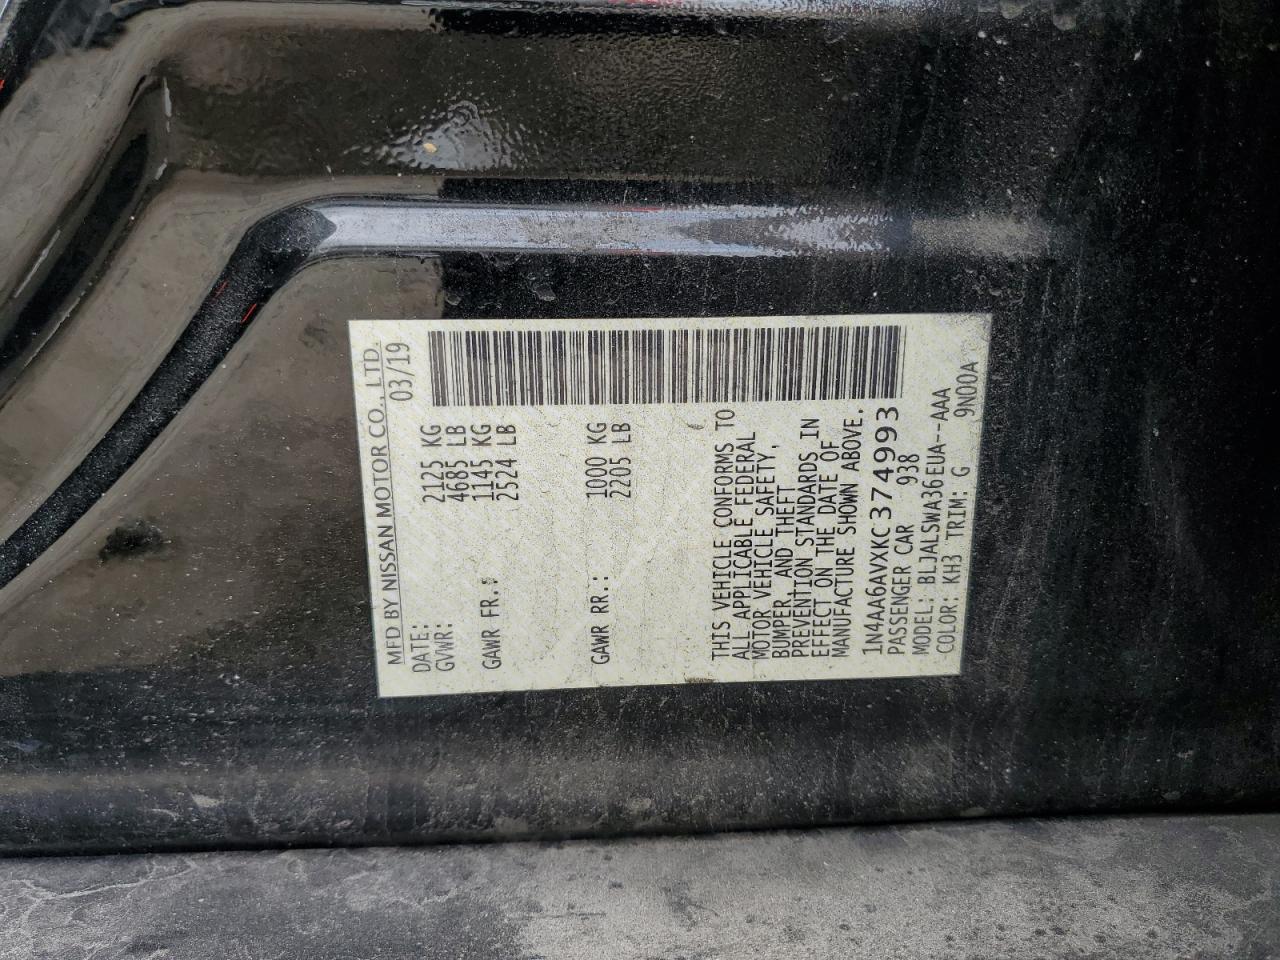 MFD BY NISSAN MOTOR CO., LTD.
DATE: 03/19
GVWR: 2125 KG
4685 LB
GAWR FR.: 1145 KG
2524 LB
GAWR RR.: 1000 KG
2205 LB
THIS VEHICLE CONFORMS TO
ALL APPLICABLE FEDERAL
MOTOR VEHICLE SAFETY,
BUMPER, AND THEFT
PREVENTION STANDARDS IN
EFFECT ON THE DATE OF
MANUFACTURE SHOWN ABOVE.
1N4AA6AVXKC374993
PASSENGER CAR 938
MODEL: BLJALSWA36EUA--AAA
COLOR: KH3 TRIM: G 9N00A